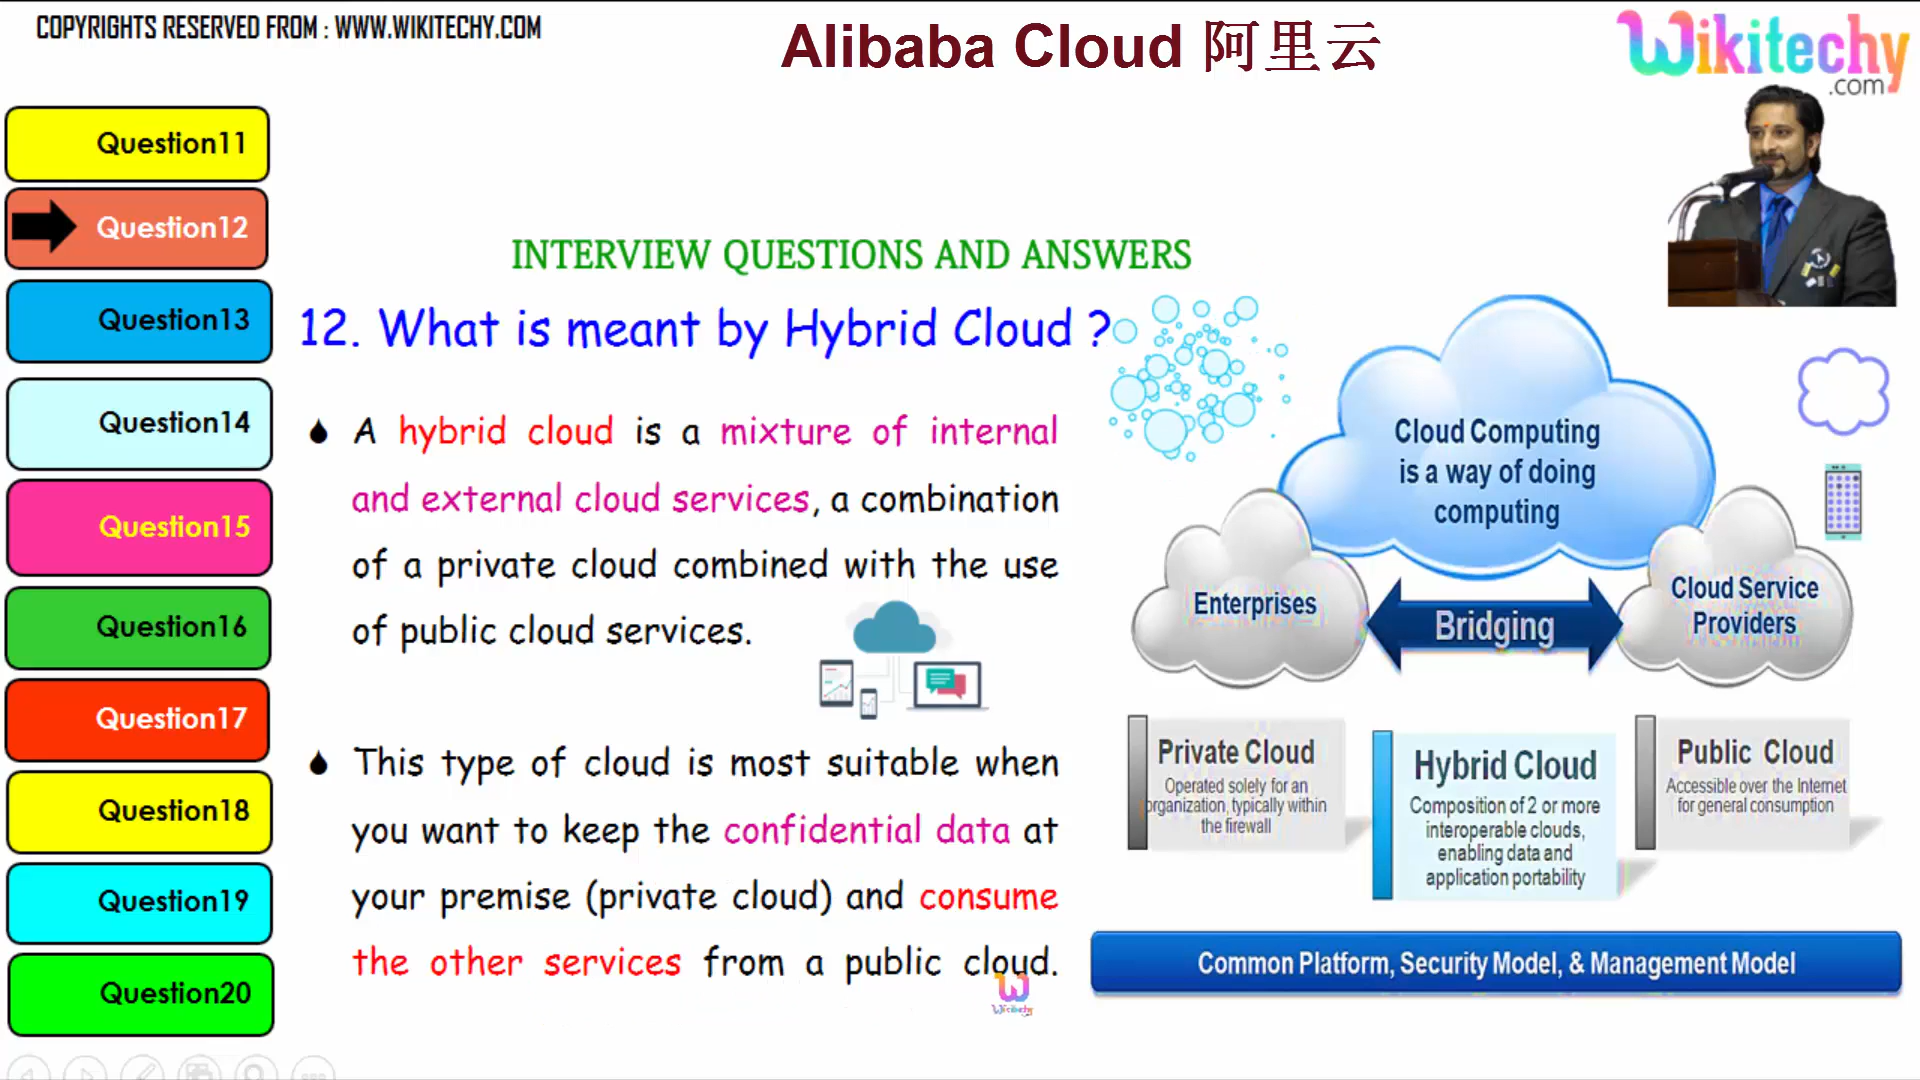 COPYRIGHTS RESERVED FROM : WWW.WIKITECHY.COM
Alibaba Cloud 阿里云
Wikitechy
.com
Question11
Question12
Question13
Question14
Question15
Question16
Question17
Question18
Question19
Question20
INTERVIEW QUESTIONS AND ANSWERS
12. What is meant by Hybrid Cloud ?
A hybrid cloud is a mixture of internal
and external cloud services, a combination
of a private cloud combined with the use
of public cloud services.
This type of cloud is most suitable when
you want to keep the confidential data at
your premise (private cloud) and consume
the other services from a public cloud.
Wikitechy
Cloud Computing
is a way of doing
computing
Enterprises
Bridging
Cloud Service
Providers
Private Cloud
Operated solely for an
organization, typically within
the firewall
Hybrid Cloud
Composition of 2 or more
interoperable clouds,
enabling data and
application portability
Public Cloud
Accessible over the Internet
for general consumption
Common Platform, Security Model, & Management Model